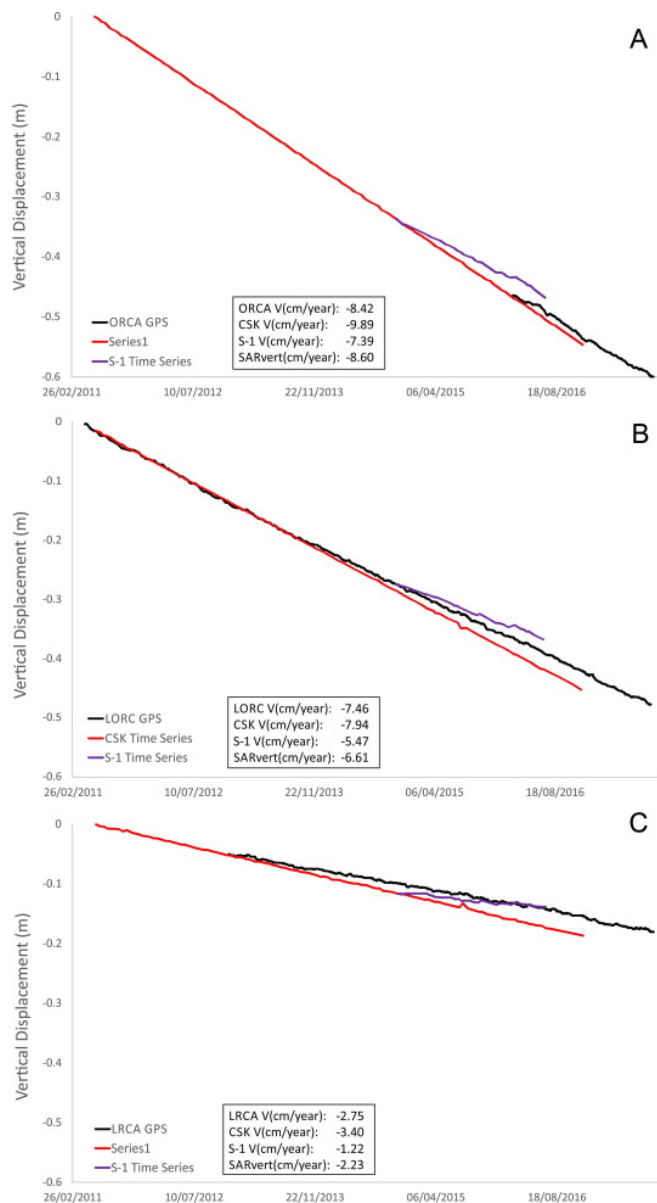 A
0
-0.1
-0.2
-0.3
-0.4
-0.5
-0.6
Vertical Displacement (m)
ORCA GPS
Series1
S-1 Time Series
ORCA V(cm/year): -8.42
CSK V(cm/year): -9.89
S-1 V(cm/year): -7.39
SARvert(cm/year): -8.60
26/02/2011 10/07/2012 22/11/2013 06/04/2015 18/08/2016
B
0
-0.1
-0.2
-0.3
-0.4
-0.5
-0.6
Vertical Displacement (m)
LORC GPS
CSK Time Series
S-1 Time Series
LORC V(cm/year): -7.46
CSK V(cm/year): -7.94
S-1 V(cm/year): -5.47
SARvert(cm/year): -6.61
26/02/2011 10/07/2012 22/11/2013 06/04/2015 18/08/2016
C
0
-0.1
-0.2
-0.3
-0.4
-0.5
-0.6
Vertical Displacement (m)
LRCA GPS
Series1
S-1 Time Series
LRCA V(cm/year): -2.75
CSK V(cm/year): -3.40
S-1 V(cm/year): -1.22
SARvert(cm/year): -2.23
26/02/2011 10/07/2012 22/11/2013 06/04/2015 18/08/2016